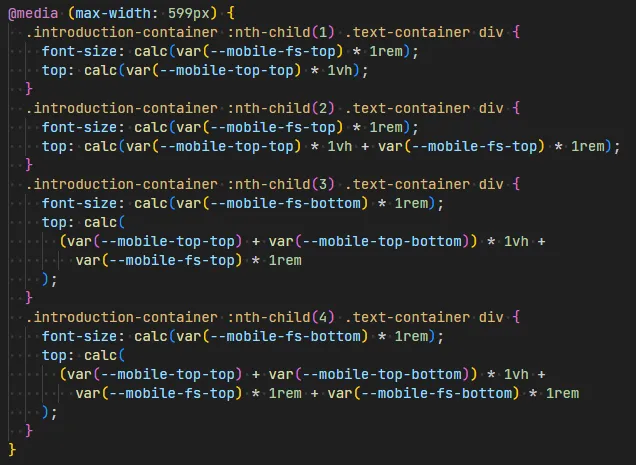 @media (max-width: 599px) {
  .introduction-container :nth-child(1) .text-container div {
    font-size: calc(var(--mobile-fs-top) * 1rem);
    top: calc(var(--mobile-top-top) * 1vh);
  }
  .introduction-container :nth-child(2) .text-container div {
    font-size: calc(var(--mobile-fs-top) * 1rem);
    top: calc(var(--mobile-top-top) * 1vh + var(--mobile-fs-top) * 1rem);
  }
  .introduction-container :nth-child(3) .text-container div {
    font-size: calc(var(--mobile-fs-bottom) * 1rem);
    top: calc(
      (var(--mobile-top-top) + var(--mobile-top-bottom)) * 1vh +
        var(--mobile-fs-top) * 1rem
    );
  }
  .introduction-container :nth-child(4) .text-container div {
    font-size: calc(var(--mobile-fs-bottom) * 1rem);
    top: calc(
      (var(--mobile-top-top) + var(--mobile-top-bottom)) * 1vh +
        var(--mobile-fs-top) * 1rem + var(--mobile-fs-bottom) * 1rem
    );
  }
}